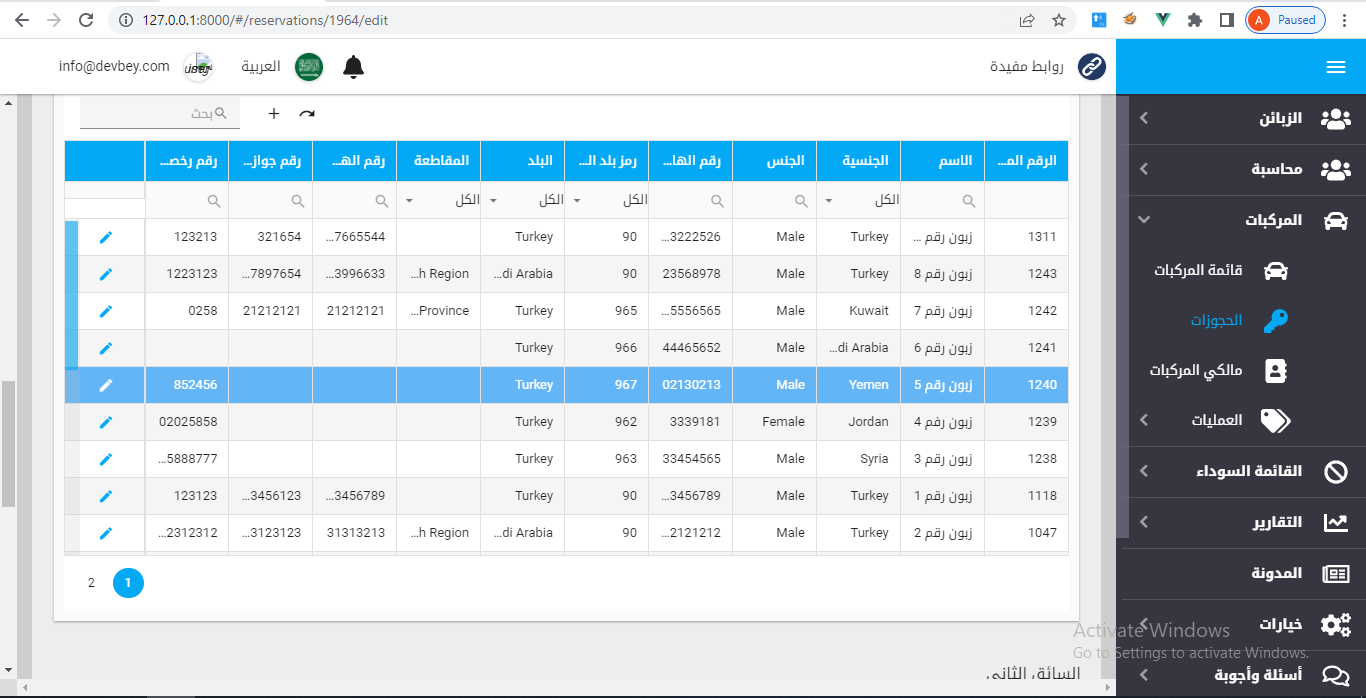 127.0.0.1:8000/#/reservations/1964/edit
A Paused
روابط مفيدة
العربية
info@devbey.com
الزبائن
محاسبة
المركبات
قائمة المركبات
الحجوزات
مالكي المركبات
العمليات
القائمة السوداء
التقارير
المدونة
خيارات
أسئلة وأجوبة
بحث
الرقم الم... الاسم الجنسية الجنس رقم الها... رمز بلد ال... البلد المقاطعة رقم اله... رقم جواز... رقم رخص...
الكل الكل الكل الكل
1311 زبون رقم ... Turkey Male ...3222526 90 Turkey ...7665544 321654 123213
1243 زبون رقم 8 Turkey Male 23568978 90 ...di Arabia ...h Region ...3996633 ...7897654 1223123
1242 زبون رقم 7 Kuwait Male ...5556565 965 Turkey ...Province 21212121 21212121 0258
1241 زبون رقم 6 ...di Arabia Male 44465652 966 Turkey
1240 زبون رقم 5 Yemen Male 02130213 967 Turkey 852456
1239 زبون رفم 4 Jordan Female 3339181 962 Turkey 02025858
1238 زبون رقم 3 Syria Male 33454565 963 Turkey ...5888777
1118 زبون رقم 1 Turkey Male ...3456789 90 Turkey ...3456789 ...3456123 123123
1047 زبون رقم 2 Turkey Male ...2121212 90 ...di Arabia ...h Region 31313213 ...3123123 ...2312312
1 2
السائق الثاني
Activate Windows
Go to Settings to activate Windows.